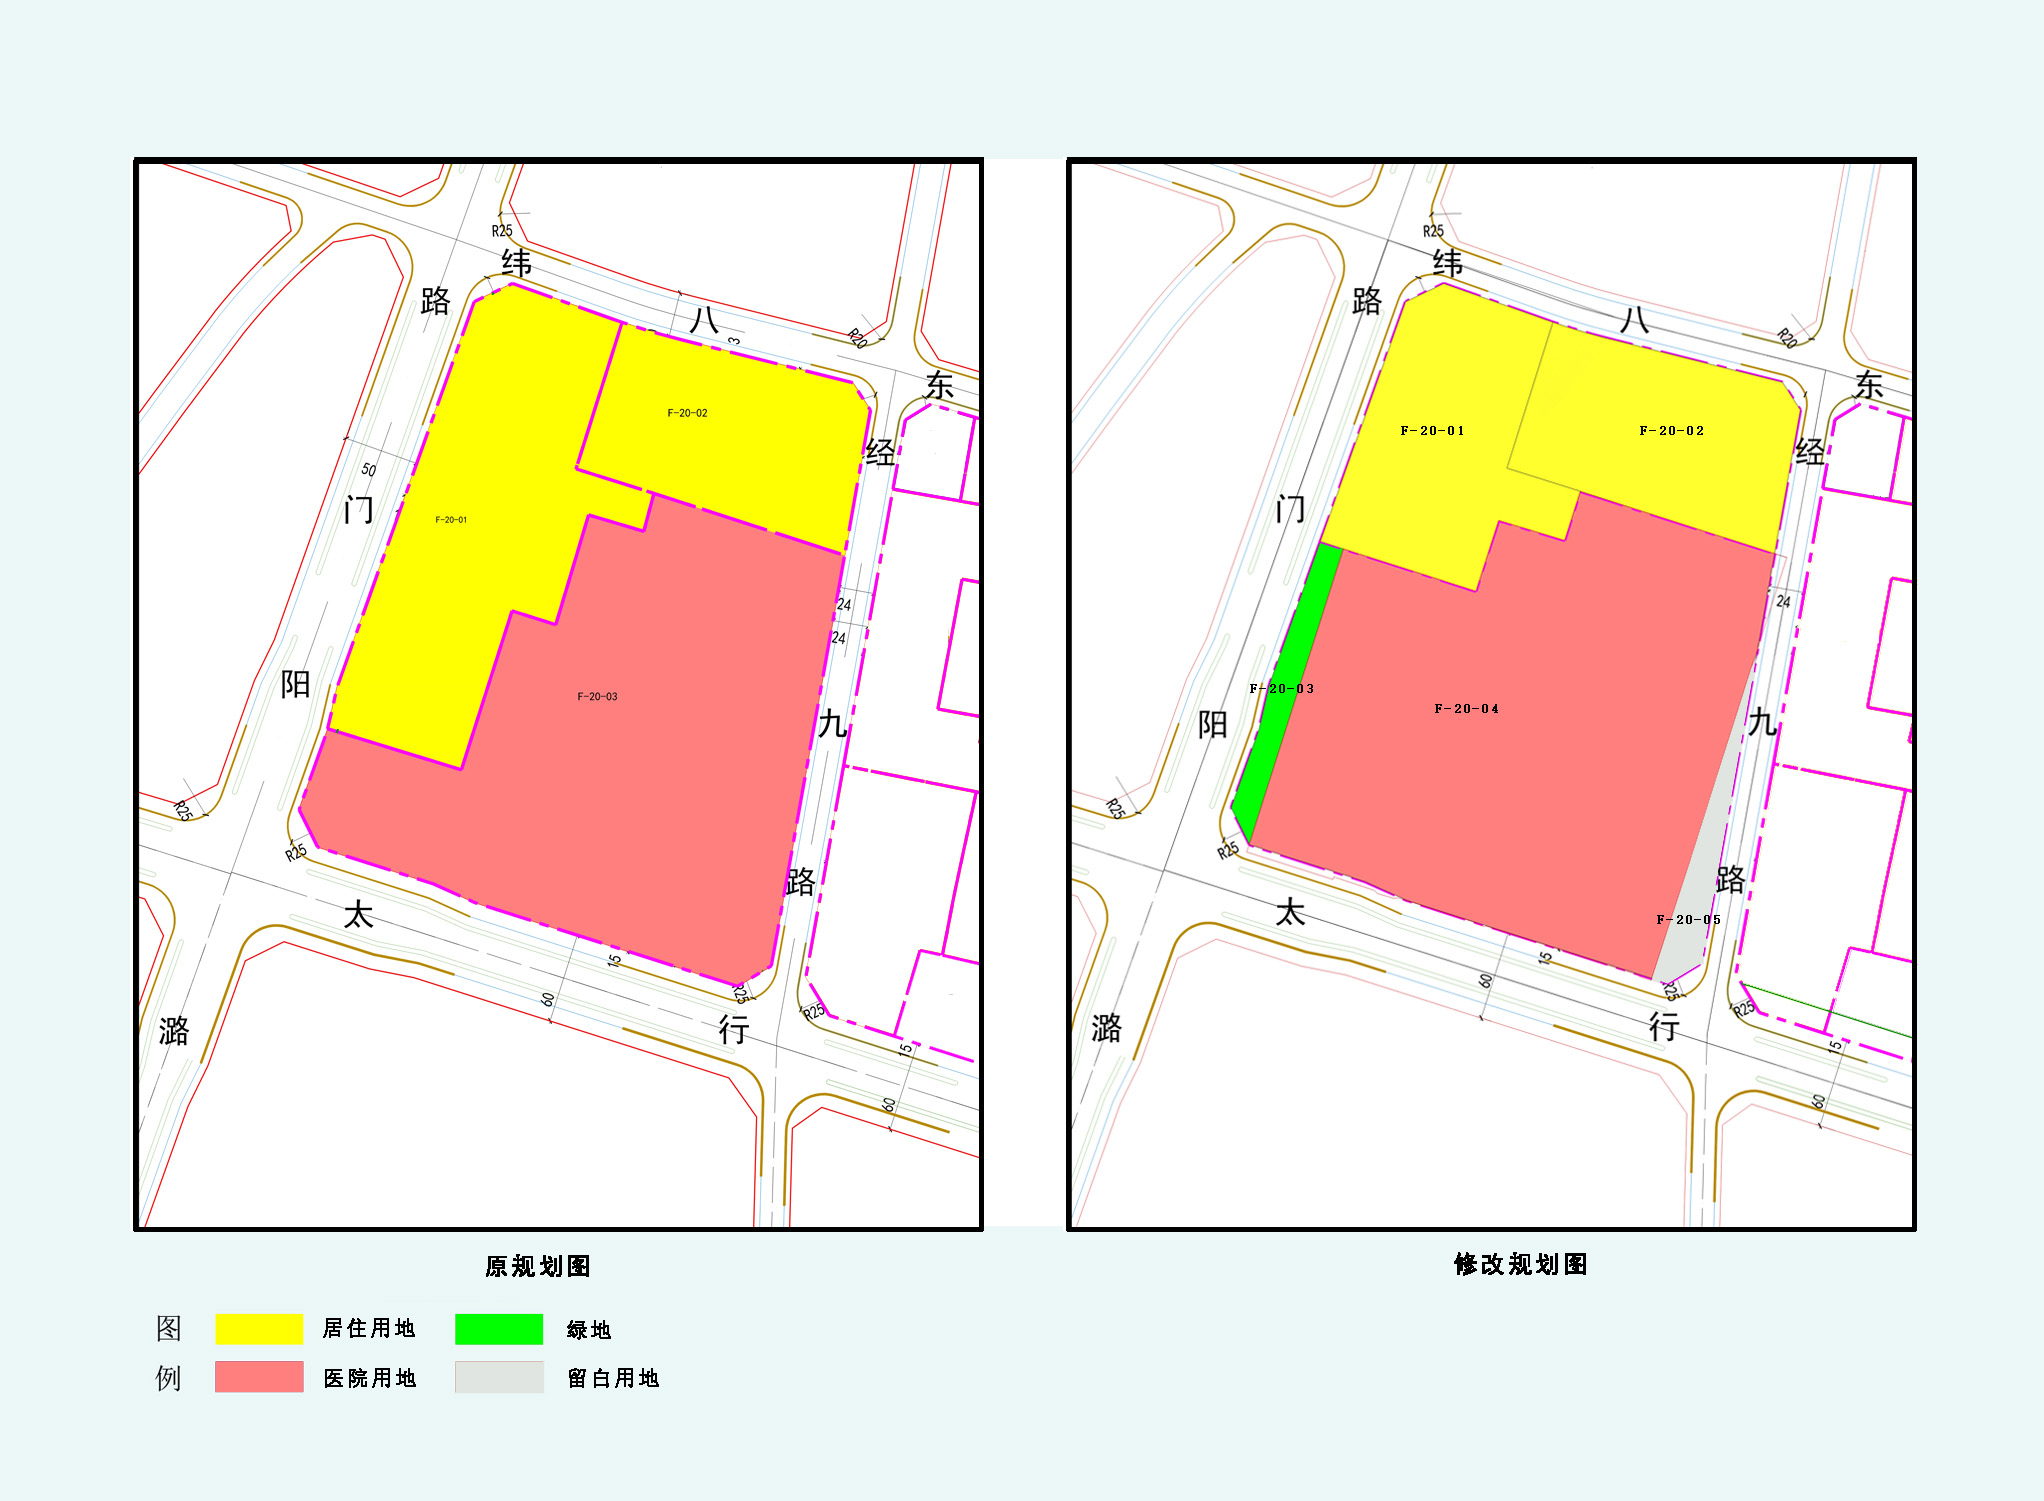 R25
纬
路
八
3
R20
东
F-20-02
经
50
门
F-20-01
24
24
阳
F-20-03
九
R25
R25
路
太
15
60
R25
R25
行
潞
15
60
R25
纬
路
八
R20
东
F-20-01
F-20-02
经
门
24
F-20-03
F-20-04
阳
九
R25
R25
路
F-20-05
太
15
60
R25
R25
行
潞
15
60
原规划图
修改规划图
图 居住用地 绿地
例 医院用地 留白用地